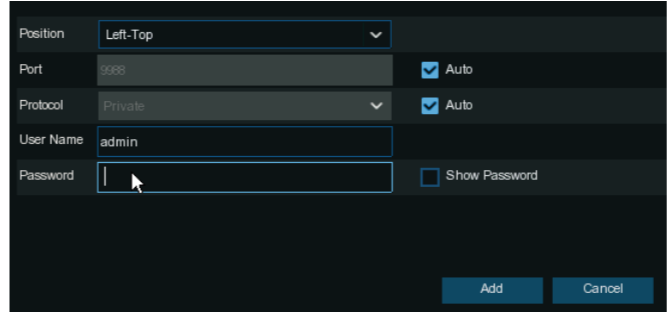 Position Left-Top
Port 9988 Auto
Protocol Private Auto
User Name admin
Password Show Password
Add Cancel